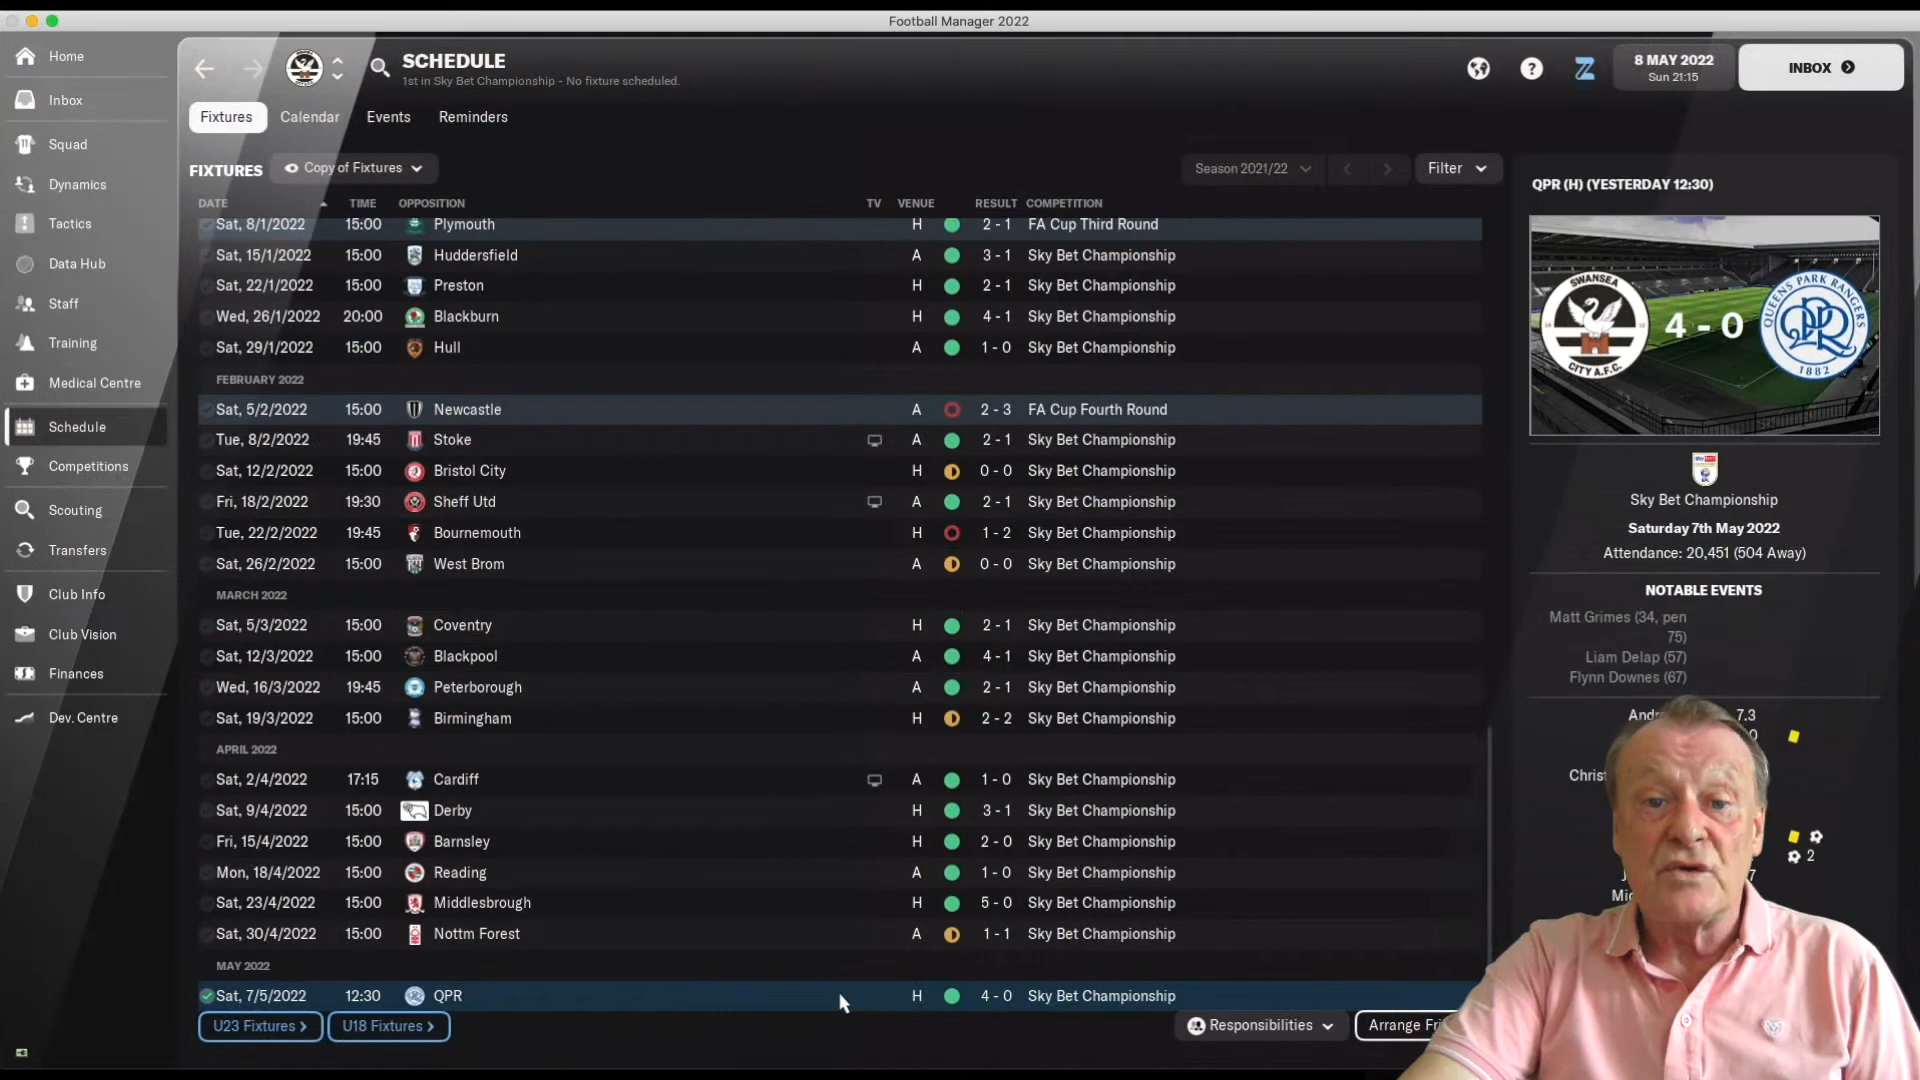 Football Manager 2022
Home
Inbox
Squad
Dynamics
Tactics
Data Hub
Staff
Training
Medical Centre
Schedule
Competitions
Scouting
Transfers
Club Info
Club Vision
Finances
Dev. Centre
SCHEDULE
1st in Sky Bet Championship - No fixture scheduled.
8 MAY 2022
Sun 21:15
INBOX
Fixtures Calendar Events Reminders
FIXTURES Copy of Fixtures Season 2021/22 Filter
DATE TIME OPPOSITION TV VENUE RESULT COMPETITION
Sat, 8/1/2022 15:00 Plymouth H 2 - 1 FA Cup Third Round
Sat, 15/1/2022 15:00 Huddersfield A 3 - 1 Sky Bet Championship
Sat, 22/1/2022 15:00 Preston H 2 - 1 Sky Bet Championship
Wed, 26/1/2022 20:00 Blackburn H 4 - 1 Sky Bet Championship
Sat, 29/1/2022 15:00 Hull A 1 - 0 Sky Bet Championship
FEBRUARY 2022
Sat, 5/2/2022 15:00 Newcastle A 2 - 3 FA Cup Fourth Round
Tue, 8/2/2022 19:45 Stoke A 2 - 1 Sky Bet Championship
Sat, 12/2/2022 15:00 Bristol City H 0 - 0 Sky Bet Championship
Fri, 18/2/2022 19:30 Sheff Utd A 2 - 1 Sky Bet Championship
Tue, 22/2/2022 19:45 Bournemouth H 1 - 2 Sky Bet Championship
Sat, 26/2/2022 15:00 West Brom A 0 - 0 Sky Bet Championship
MARCH 2022
Sat, 5/3/2022 15:00 Coventry H 2 - 1 Sky Bet Championship
Sat, 12/3/2022 15:00 Blackpool A 4 - 1 Sky Bet Championship
Wed, 16/3/2022 19:45 Peterborough A 2 - 1 Sky Bet Championship
Sat, 19/3/2022 15:00 Birmingham H 2 - 2 Sky Bet Championship
APRIL 2022
Sat, 2/4/2022 17:15 Cardiff A 1 - 0 Sky Bet Championship
Sat, 9/4/2022 15:00 Derby H 3 - 1 Sky Bet Championship
Fri, 15/4/2022 15:00 Barnsley H 2 - 0 Sky Bet Championship
Mon, 18/4/2022 15:00 Reading A 1 - 0 Sky Bet Championship
Sat, 23/4/2022 15:00 Middlesbrough H 5 - 0 Sky Bet Championship
Sat, 30/4/2022 15:00 Nottm Forest A 1 - 1 Sky Bet Championship
MAY 2022
Sat, 7/5/2022 12:30 QPR H 4 - 0 Sky Bet Championship
U23 Fixtures U18 Fixtures Responsibilities Arrange Fri
QPR (H) (YESTERDAY 12:30)
SWANSEA
CITY A.F.C.
4 - 0
QUEENS PARK RANGERS
1882
Sky Bet Championship
Saturday 7th May 2022
Attendance: 20,451 (504 Away)
NOTABLE EVENTS
Matt Grimes (34, pen
75)
Liam Delap (57)
Flynn Downes (67)
Andr 7.3
0
Christ
2
7
Mi